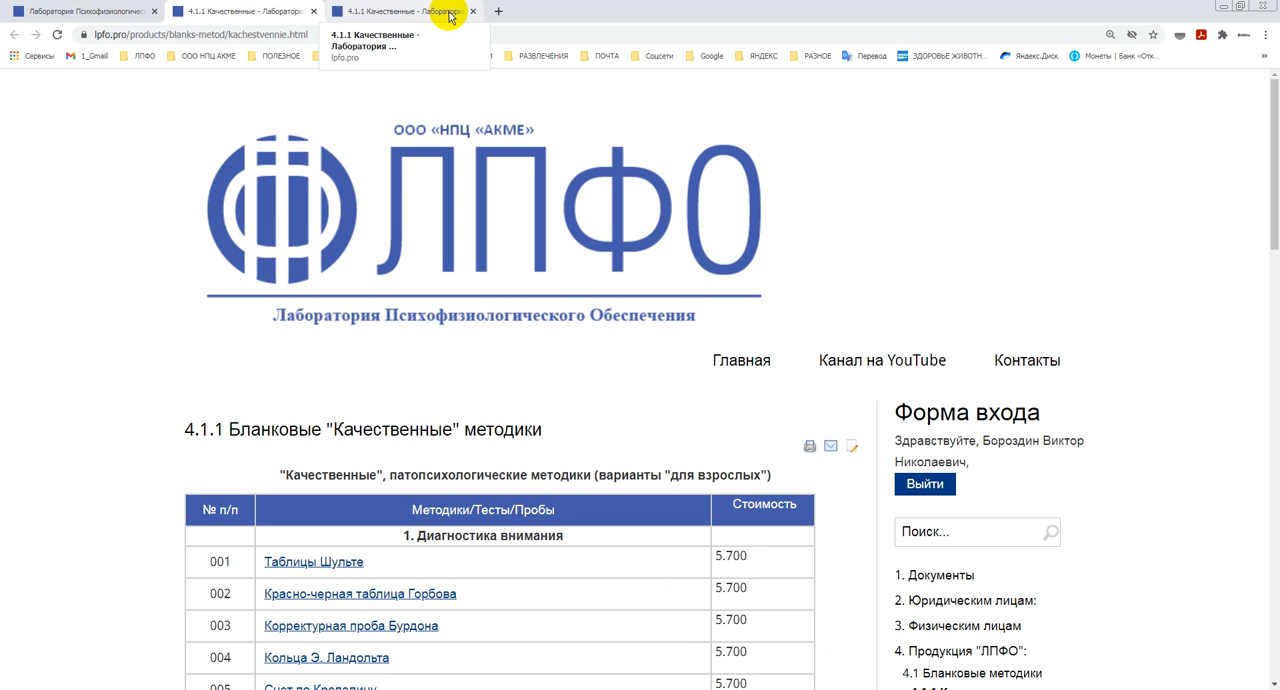 Лаборатория Психофизиологичес
4.1.1 Качественные - Лаборатори
4.1.1 Качественные - Лаборатори
lpfo.pro/products/blanks-metod/kachestvennie.html
4.1.1 Качественные -
Лаборатория ...
lpfo.pro
Сервисы
1_Gmail
ЛПФО
ООО НПЦ АКМЕ
ПОЛЕЗНОЕ
РАЗВЛЕЧЕНИЯ
ПОЧТА
Соцсети
Google
ЯНДЕКС
РАЗНОЕ
Перевод
ЗДОРОВЬЕ ЖИВОТН...
Яндекс.Диск
Монеты | Банк «Отк...
ООО «НПЦ «АКМЕ»
ЛПФО
Лаборатория Психофизиологического Обеспечения
Главная
Канал на YouTube
Контакты
4.1.1 Бланковые "Качественные" методики
"Качественные", патопсихологические методики (варианты "для взрослых")
№ п/п Методики/Тесты/Пробы Стоимость
1. Диагностика внимания
001 Таблицы Шульте 5.700
002 Красно-черная таблица Горбова 5.700
003 Корректурная проба Бурдона 5.700
004 Кольца Э. Ландольта 5.700
005 Счет по Крепелину 5.700
Форма входа
Здравствуйте, Бороздин Виктор
Николаевич,
Выйти
Поиск...
1. Документы
2. Юридическим лицам:
3. Физическим лицам
4. Продукция "ЛПФО":
4.1 Бланковые методики